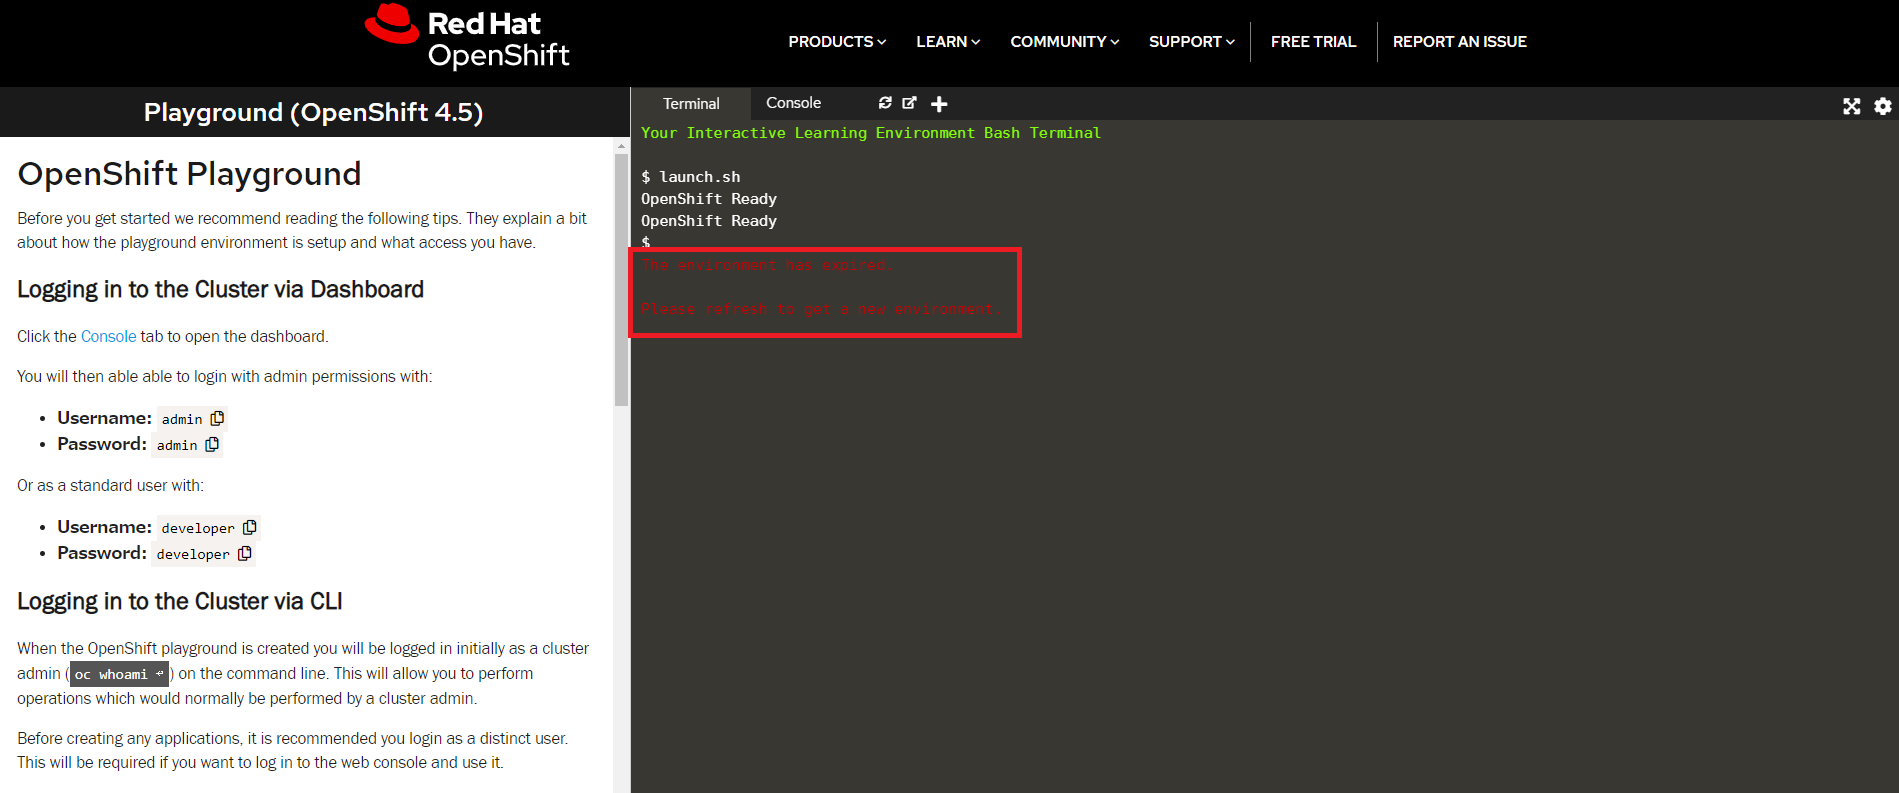 Red Hat
OpenShift
PRODUCTS LEARN COMMUNITY SUPPORT FREE TRIAL REPORT AN ISSUE
Playground (OpenShift 4.5)
OpenShift Playground
Before you get started we recommend reading the following tips. They explain a bit
about how the playground environment is setup and what access you have.
Logging in to the Cluster via Dashboard
Click the Console tab to open the dashboard.
You will then able able to login with admin permissions with:
• Username: admin
• Password: admin
Or as a standard user with:
• Username: developer
• Password: developer
Logging in to the Cluster via CLI
When the OpenShift playground is created you will be logged in initially as a cluster
admin (oc whoami ↵) on the command line. This will allow you to perform
operations which would normally be performed by a cluster admin.
Before creating any applications, it is recommended you login as a distinct user.
This will be required if you want to log in to the web console and use it.
Terminal Console
Your Interactive Learning Environment Bash Terminal
$ launch.sh
OpenShift Ready
OpenShift Ready
$
The environment has expired.
Please refresh to get a new environment.